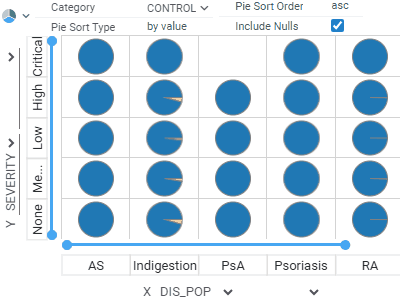 Category CONTROL Pie Sort Order asc
Pie Sort Type by value Include Nulls
Y SEVERITY
Critical
High
Low
Me...
None
AS Indigestion PsA Psoriasis RA
X DIS_POP